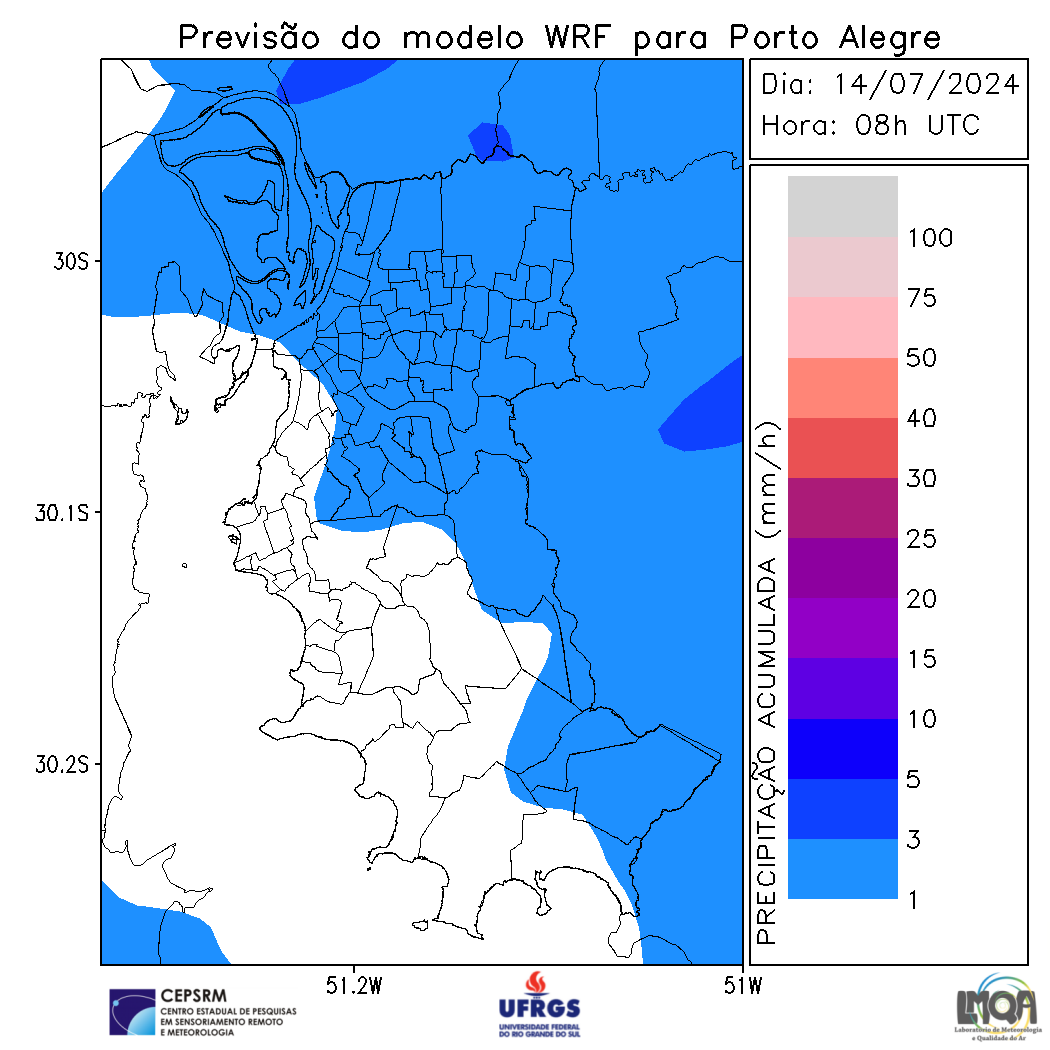 Previsão do modelo WRF para Porto Alegre
Dia: 14/07/2024
Hora: 08h UTC
30S
30.1S
30.2S
51.2W
51W
PRECIPITAÇÃO ACUMULADA (mm/h)
100
75
50
40
30
25
20
15
10
5
3
1
CEPSRM
CENTRO ESTADUAL DE PESQUISAS
EM SENSORIAMENTO REMOTO
E METEOROLOGIA
UFRGS
UNIVERSIDADE FEDERAL
DO RIO GRANDE DO SUL
LMQA
Laboratório de Meteorologia
e Qualidade do Ar